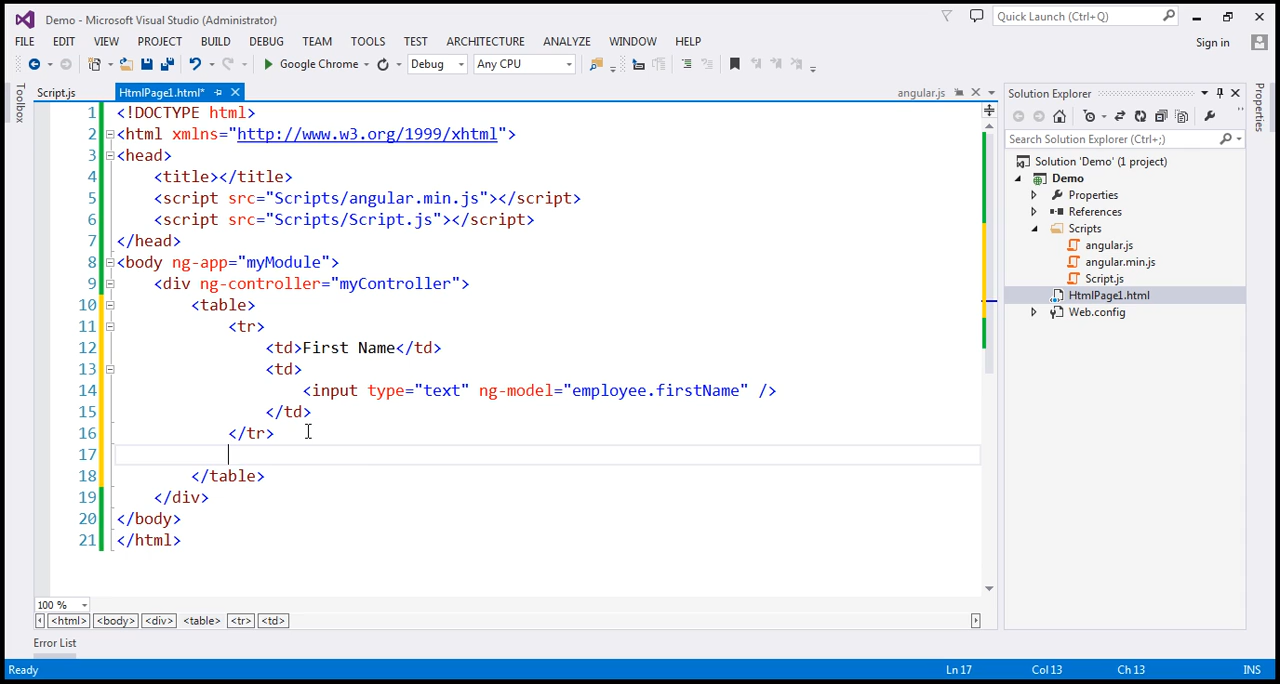 Demo - Microsoft Visual Studio (Administrator)
Quick Launch (Ctrl+Q)
FILE EDIT VIEW PROJECT BUILD DEBUG TEAM TOOLS TEST ARCHITECTURE ANALYZE WINDOW HELP
Sign in
Google Chrome Debug Any CPU
Toolbox
Script.js HtmlPage1.html* angular.js
1 <!DOCTYPE html>
2 <html xmlns="http://www.w3.org/1999/xhtml">
3 <head>
4 <title></title>
5 <script src="Scripts/angular.min.js"></script>
6 <script src="Scripts/Script.js"></script>
7 </head>
8 <body ng-app="myModule">
9 <div ng-controller="myController">
10 <table>
11 <tr>
12 <td>First Name</td>
13 <td>
14 <input type="text" ng-model="employee.firstName" />
15 </td>
16 </tr>
17
18 </table>
19 </div>
20 </body>
21 </html>
100 %
<html> <body> <div> <table> <tr> <td>
Error List
Solution Explorer
Search Solution Explorer (Ctrl+;)
Solution 'Demo' (1 project)
Demo
Properties
References
Scripts
angular.js
angular.min.js
Script.js
HtmlPage1.html
Web.config
Properties
Ready Ln 17 Col 13 Ch 13 INS